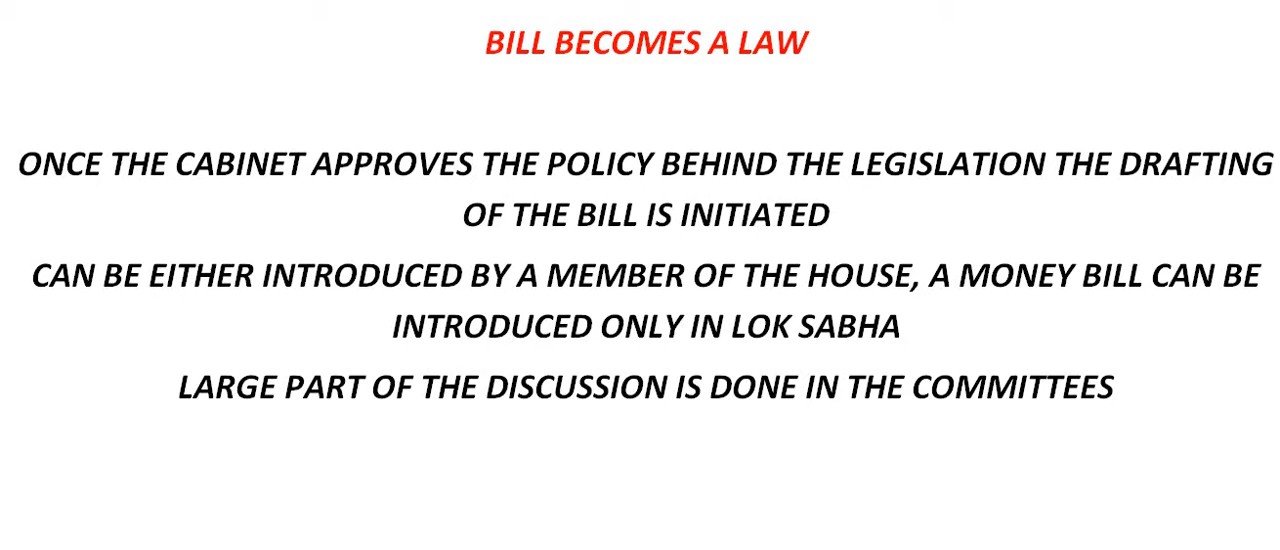 BILL BECOMES A LAW
ONCE THE CABINET APPROVES THE POLICY BEHIND THE LEGISLATION THE DRAFTING
OF THE BILL IS INITIATED
CAN BE EITHER INTRODUCED BY A MEMBER OF THE HOUSE, A MONEY BILL CAN BE
INTRODUCED ONLY IN LOK SABHA
LARGE PART OF THE DISCUSSION IS DONE IN THE COMMITTEES